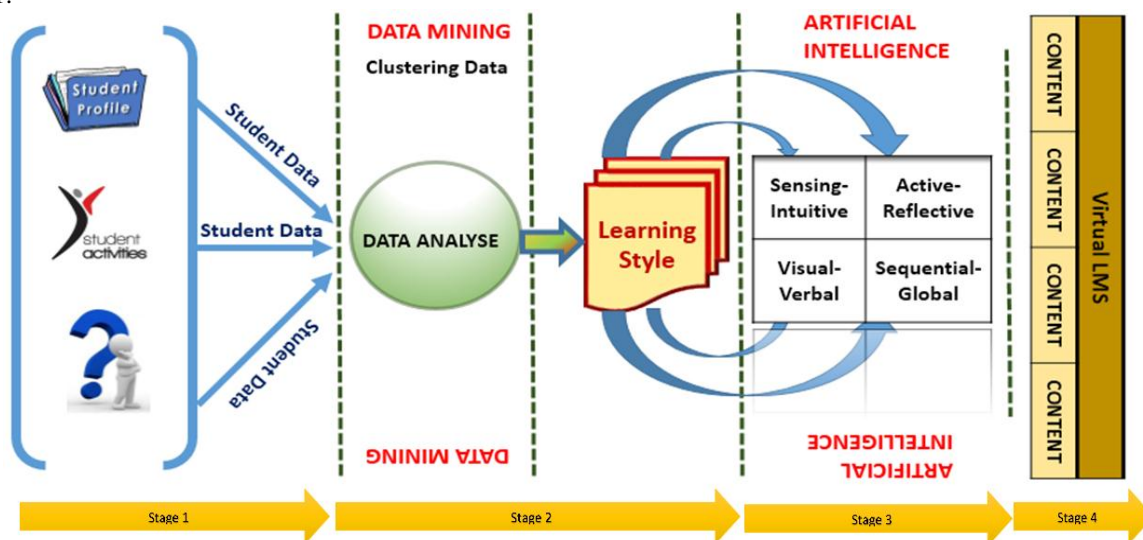 DATA MINING
Clustering Data
ARTIFICIAL
INTELLIGENCE
Student
Profile
Student Data
student
activities
Student Data
Student Data
DATA ANALYSE
Learning
Style
Sensing-
Intuitive
Active-
Reflective
Visual-
Verbal
Sequential-
Global
CONTENT
CONTENT
CONTENT
CONTENT
Virtual LMS
?
DATA MINING
ARTIFICIAL
INTELLIGENCE
Stage 1
Stage 2
Stage 3
Stage 4